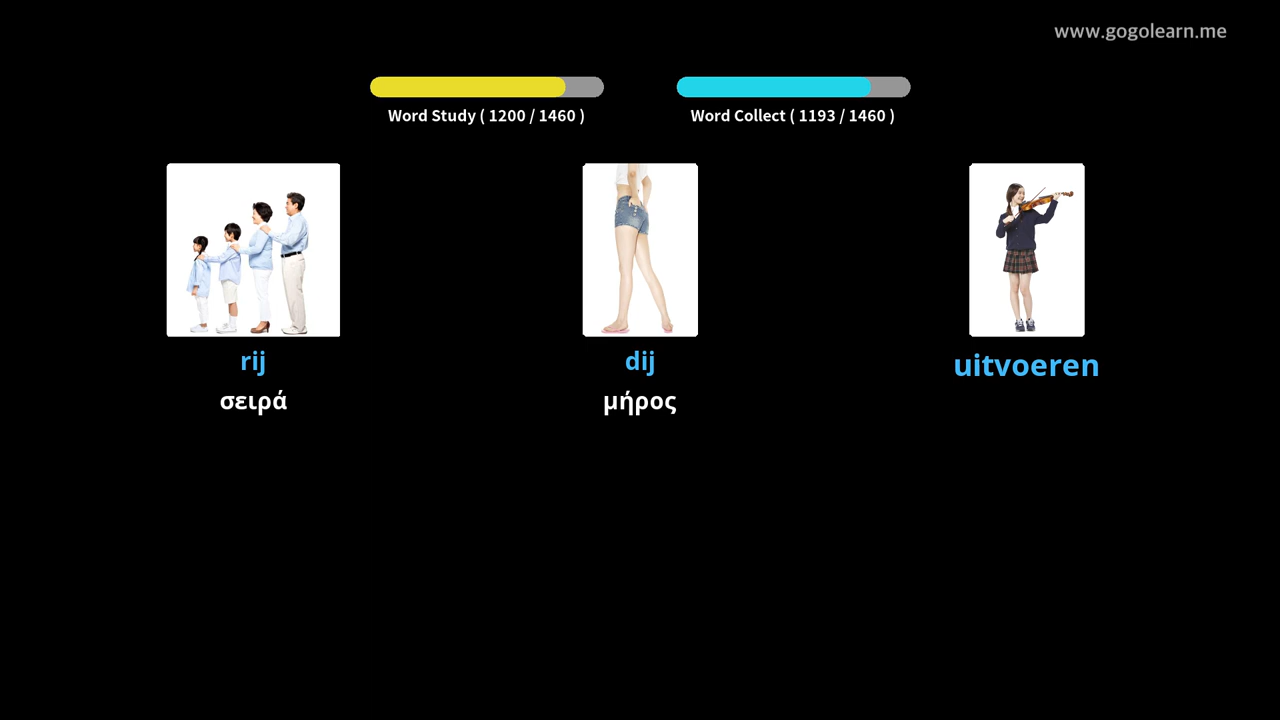 www.gogolearn.me
Word Study ( 1200 / 1460 )
Word Collect ( 1193 / 1460 )
rij
σειρά
dij
μήρος
uitvoeren